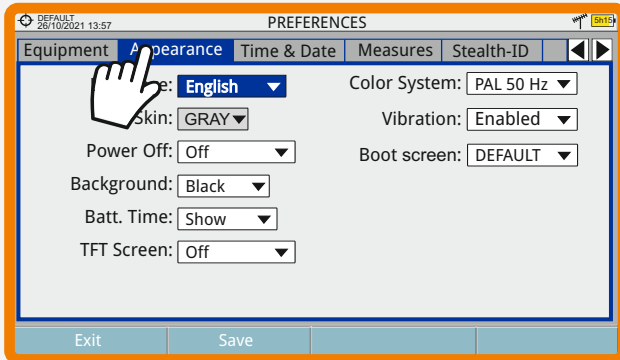 DEFAULT
26/10/2021 13:57
PREFERENCES
5h15
Equipment Appearance Time & Date Measures Stealth-ID
e: English
Color System: PAL 50 Hz
Skin: GRAY
Vibration: Enabled
Power Off: Off
Boot screen: DEFAULT
Background: Black
Batt. Time: Show
TFT Screen: Off
Exit Save